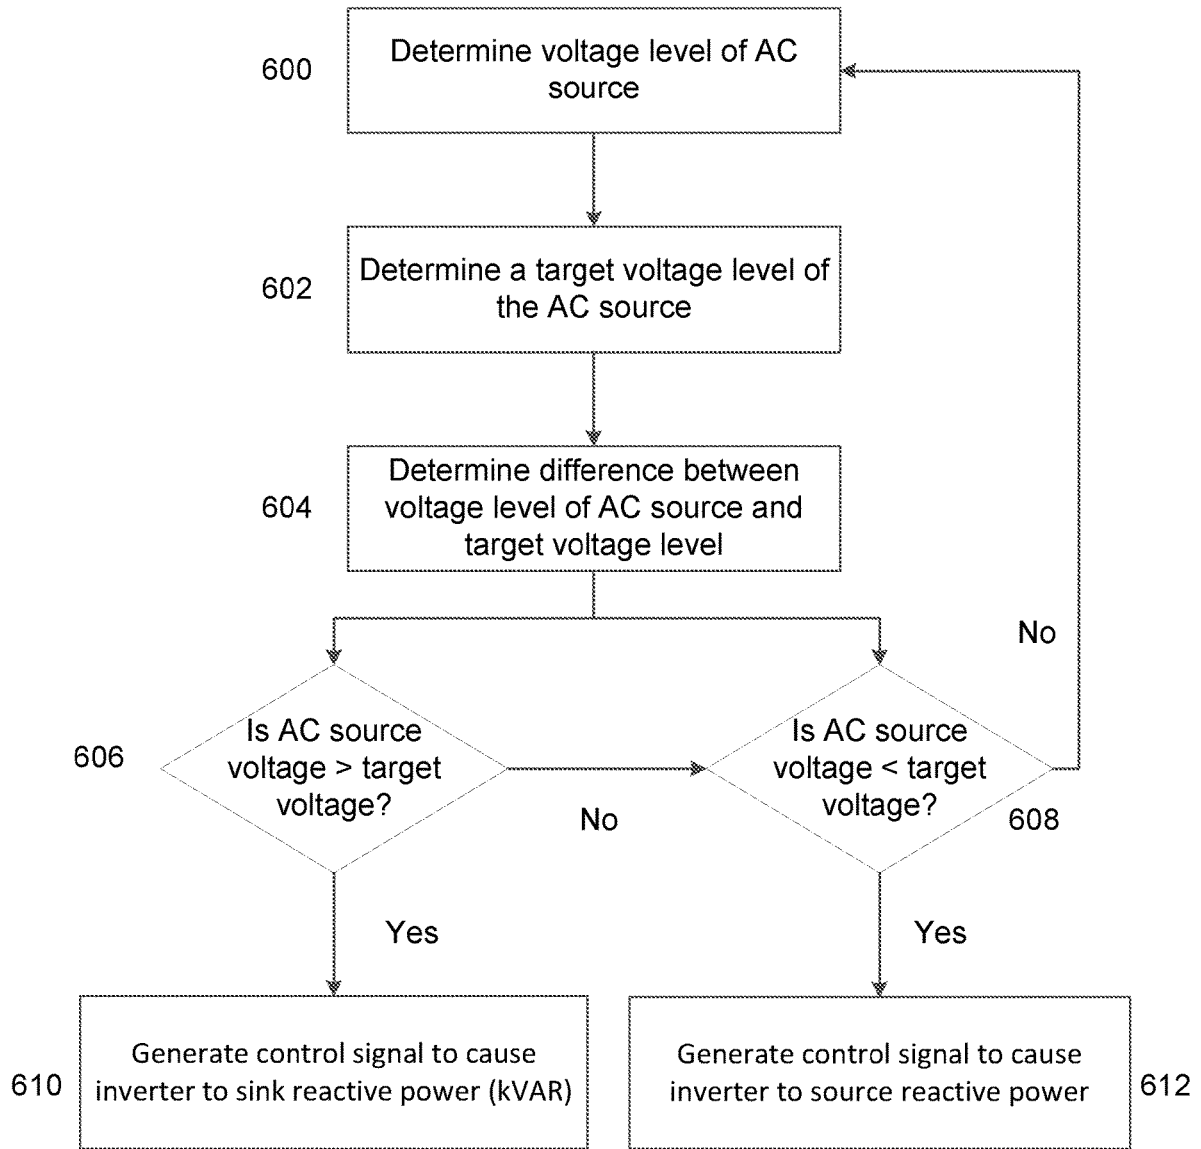 600
Determine voltage level of AC
source
602
Determine a target voltage level of
the AC source
604
Determine difference between
voltage level of AC source and
target voltage level
No
606
Is AC source
voltage > target
voltage?
No
Is AC source
voltage < target
voltage?
608
Yes
Yes
610
Generate control signal to cause
inverter to sink reactive power (kVAR)
Generate control signal to cause
inverter to source reactive power
612